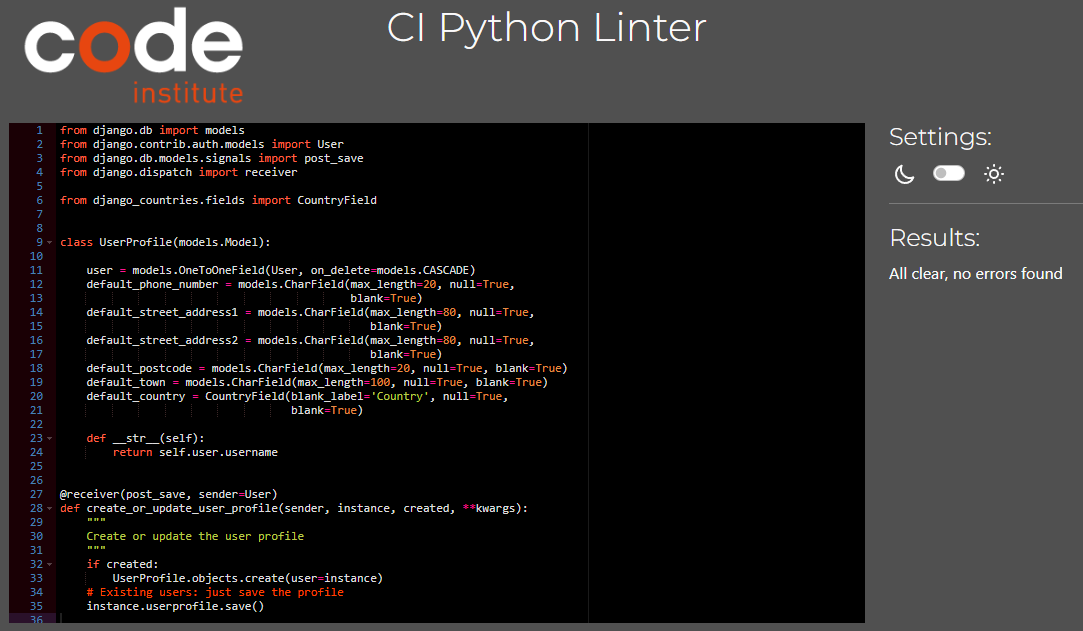 code
institute
CI Python Linter
1 from django.db import models
2 from django.contrib.auth.models import User
3 from django.db.models.signals import post_save
4 from django.dispatch import receiver
5
6 from django_countries.fields import CountryField
7
8
9 class UserProfile(models.Model):
10
11     user = models.OneToOneField(User, on_delete=models.CASCADE)
12     default_phone_number = models.CharField(max_length=20, null=True,
13                                             blank=True)
14     default_street_address1 = models.CharField(max_length=80, null=True,
15                                                blank=True)
16     default_street_address2 = models.CharField(max_length=80, null=True,
17                                                blank=True)
18     default_postcode = models.CharField(max_length=20, null=True, blank=True)
19     default_town = models.CharField(max_length=100, null=True, blank=True)
20     default_country = CountryField(blank_label='Country', null=True,
21                                    blank=True)
22
23     def __str__(self):
24         return self.user.username
25
26
27 @receiver(post_save, sender=User)
28 def create_or_update_user_profile(sender, instance, created, **kwargs):
29     """
30     Create or update the user profile
31     """
32     if created:
33         UserProfile.objects.create(user=instance)
34     # Existing users: just save the profile
35     instance.userprofile.save()
36
Settings:
Results:
All clear, no errors found